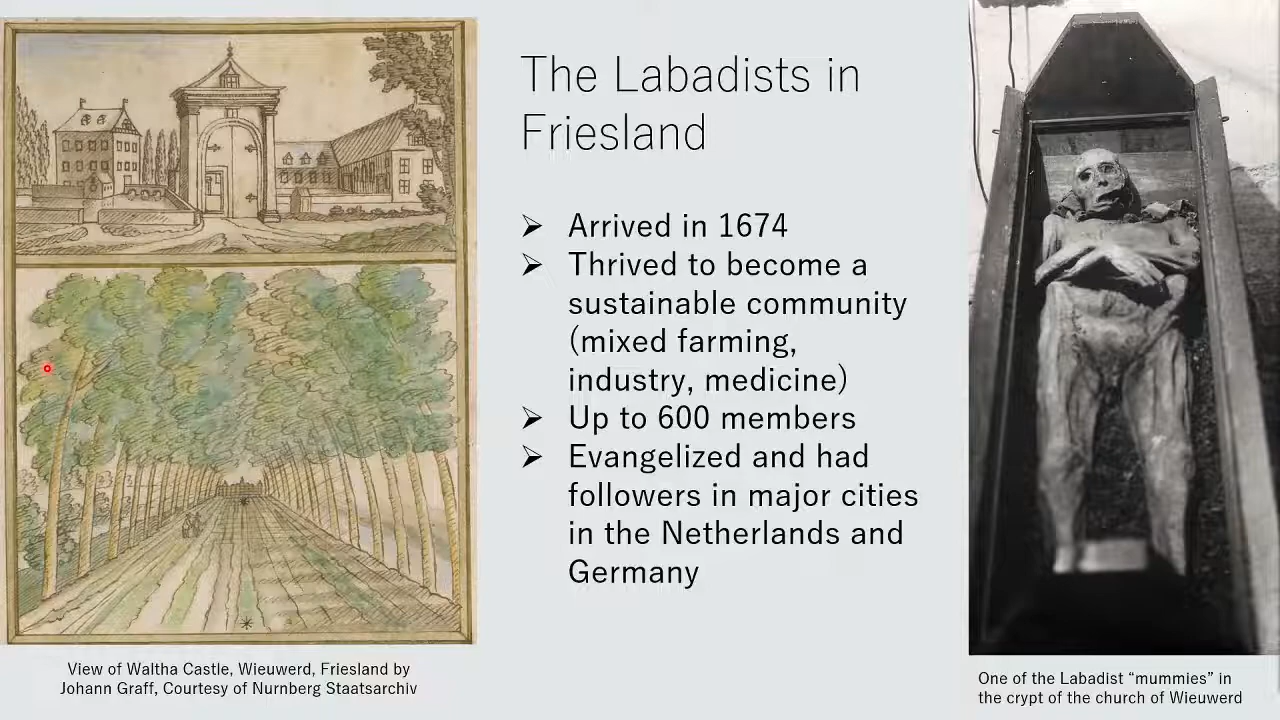 The Labadists in
Friesland
➢ Arrived in 1674
➢ Thrived to become a
sustainable community
(mixed farming,
industry, medicine)
➢ Up to 600 members
➢ Evangelized and had
followers in major cities
in the Netherlands and
Germany
View of Waltha Castle, Wieuwerd, Friesland by
Johann Graff, Courtesy of Nurnberg Staatsarchiv
One of the Labadist “mummies” in
the crypt of the church of Wieuwerd